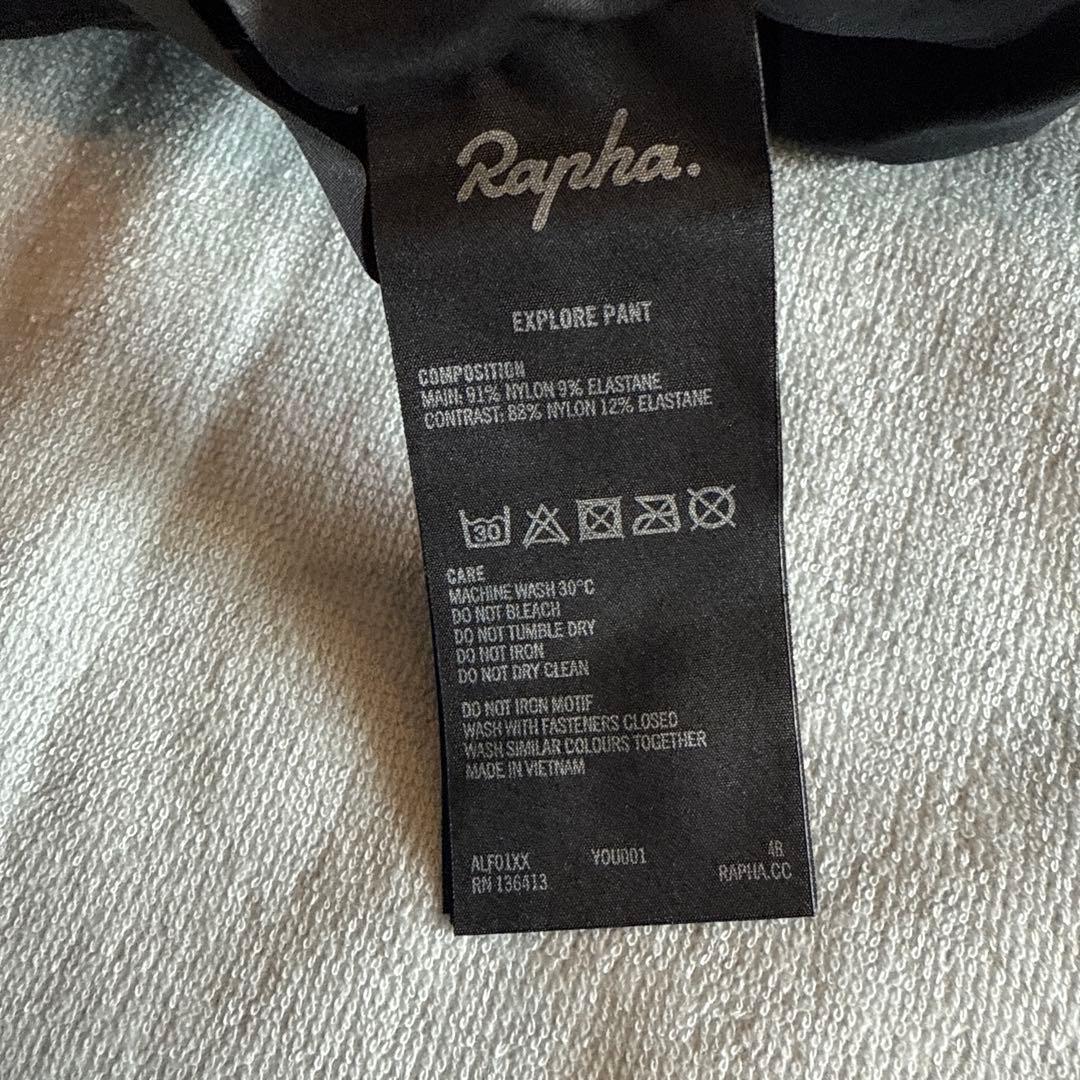 Rapha.
EXPLORE PANT
COMPOSITION
MAIN: 91% NYLON 9% ELASTANE
CONTRAST: 88% NYLON 12% ELASTANE
30
CARE
MACHINE WASH 30°C
DO NOT BLEACH
DO NOT TUMBLE DRY
DO NOT IRON
DO NOT DRY CLEAN
DO NOT IRON MOTIF
WASH WITH FASTENERS CLOSED
WASH SIMILAR COLOURS TOGETHER
MADE IN VIETNAM
ALF01XX YOU001
RN 136413 RAPHA.CC